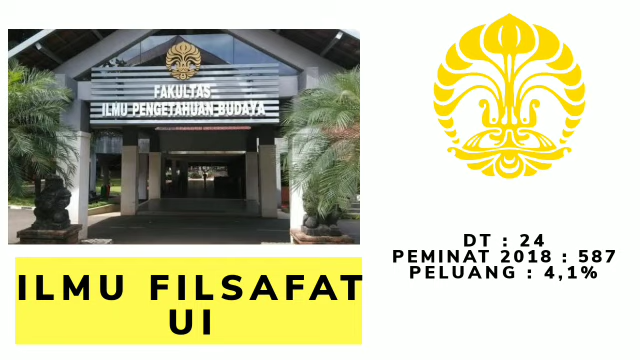 FAKULTAS
ILMU PENGETAHUAN BUDAYA
ILMU FILSAFAT
UI
DT : 24
PEMINAT 2018 : 587
PELUANG : 4,1%